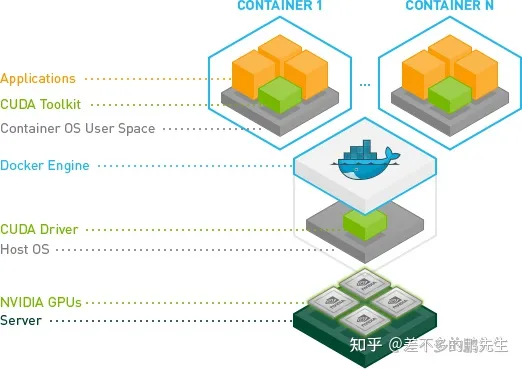 CONTAINER 1
CONTAINER N
Applications
...
CUDA Toolkit
Container OS User Space
Docker Engine
CUDA Driver
Host OS
NVIDIA GPUs
Server
知乎 @差不多的鹏先生